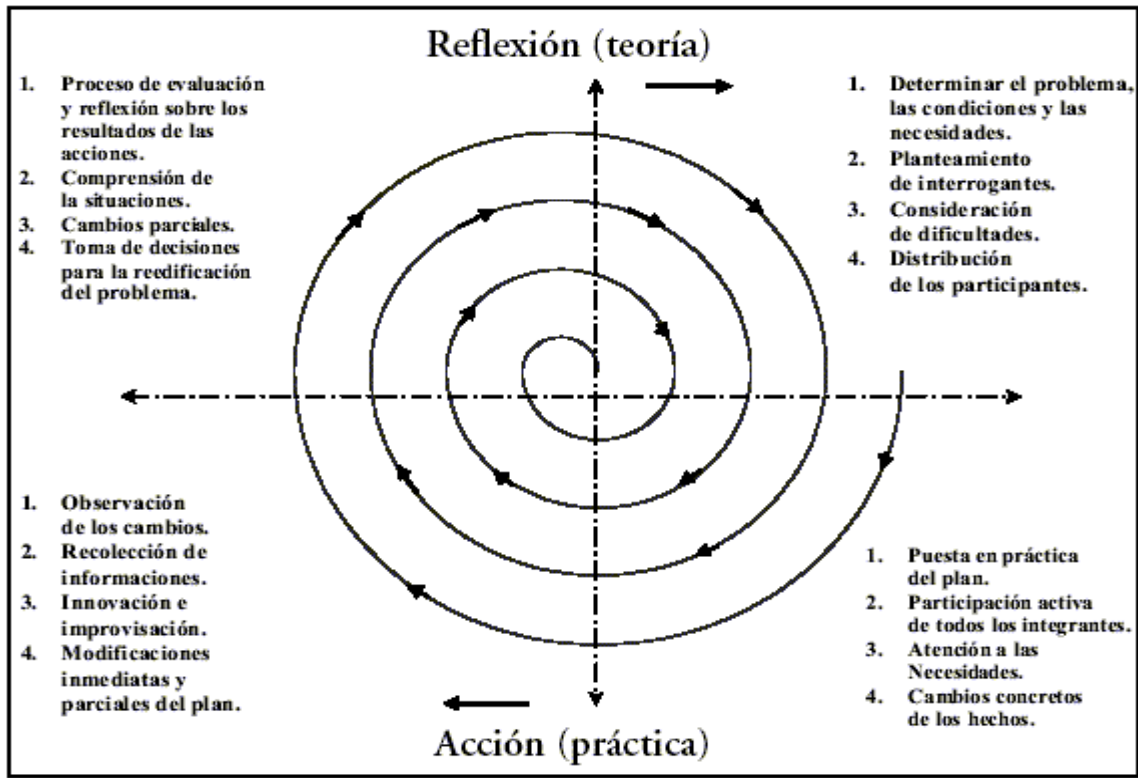 Reflexión (teoría)
1. Proceso de evaluación
y reflexión sobre los
resultados de las
acciones.
2. Comprensión de
la situaciones.
3. Cambios parciales.
4. Toma de decisiones
para la reedificación
del problema.
1. Determinar el problema,
las condiciones y las
necesidades.
2. Planteamiento
de interrogantes.
3. Consideración
de dificultades.
4. Distribución
de los participantes.
1. Observación
de los cambios.
2. Recolección de
informaciones.
3. Innovación e
improvisación.
4. Modificaciones
inmediatas y
parciales del plan.
1. Puesta en práctica
del plan.
2. Participación activa
de todos los integrantes.
3. Atención a las
Necesidades.
4. Cambios concretos
de los hechos.
Acción (práctica)